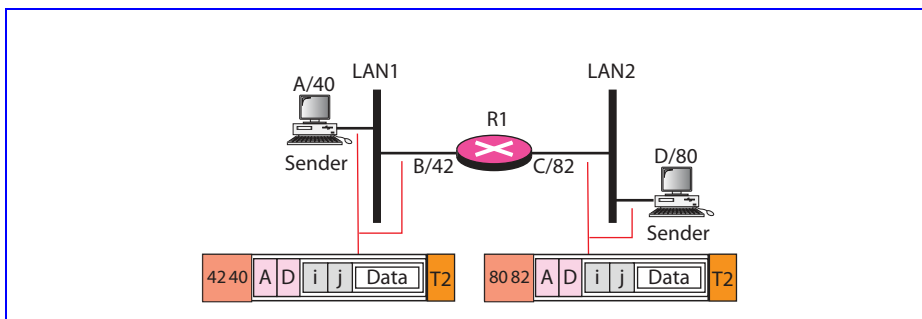 LAN1
LAN2
A/40
R1
Sender
B/42
C/82
D/80
Sender
42 40 A D i j Data T2
80 82 A D i j Data T2